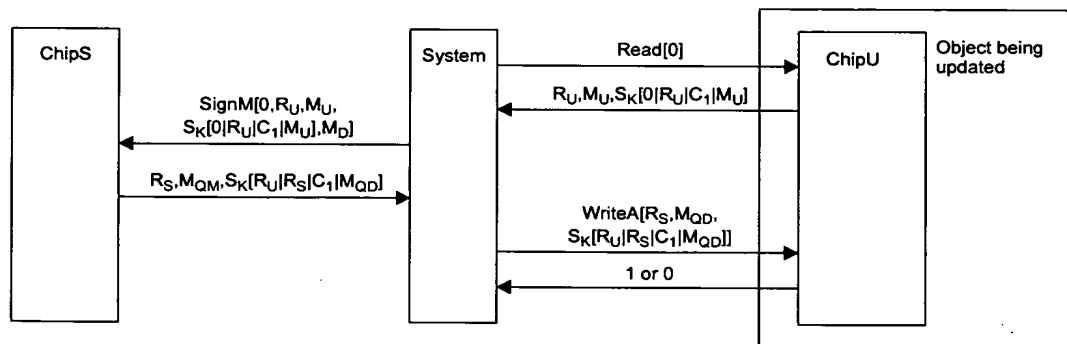 ChipS
System
Read[0]
ChipU
Object being
updated
R_U,M_U,S_K[0|R_U|C_1|M_U]
SignM[0,R_U,M_U,
S_K[0|R_U|C_1|M_U],M_D]
R_S,M_QM,S_K[R_U|R_S|C_1|M_QD]
WriteA[R_S,M_QD,
S_K[R_U|R_S|C_1|M_QD]]
1 or 0